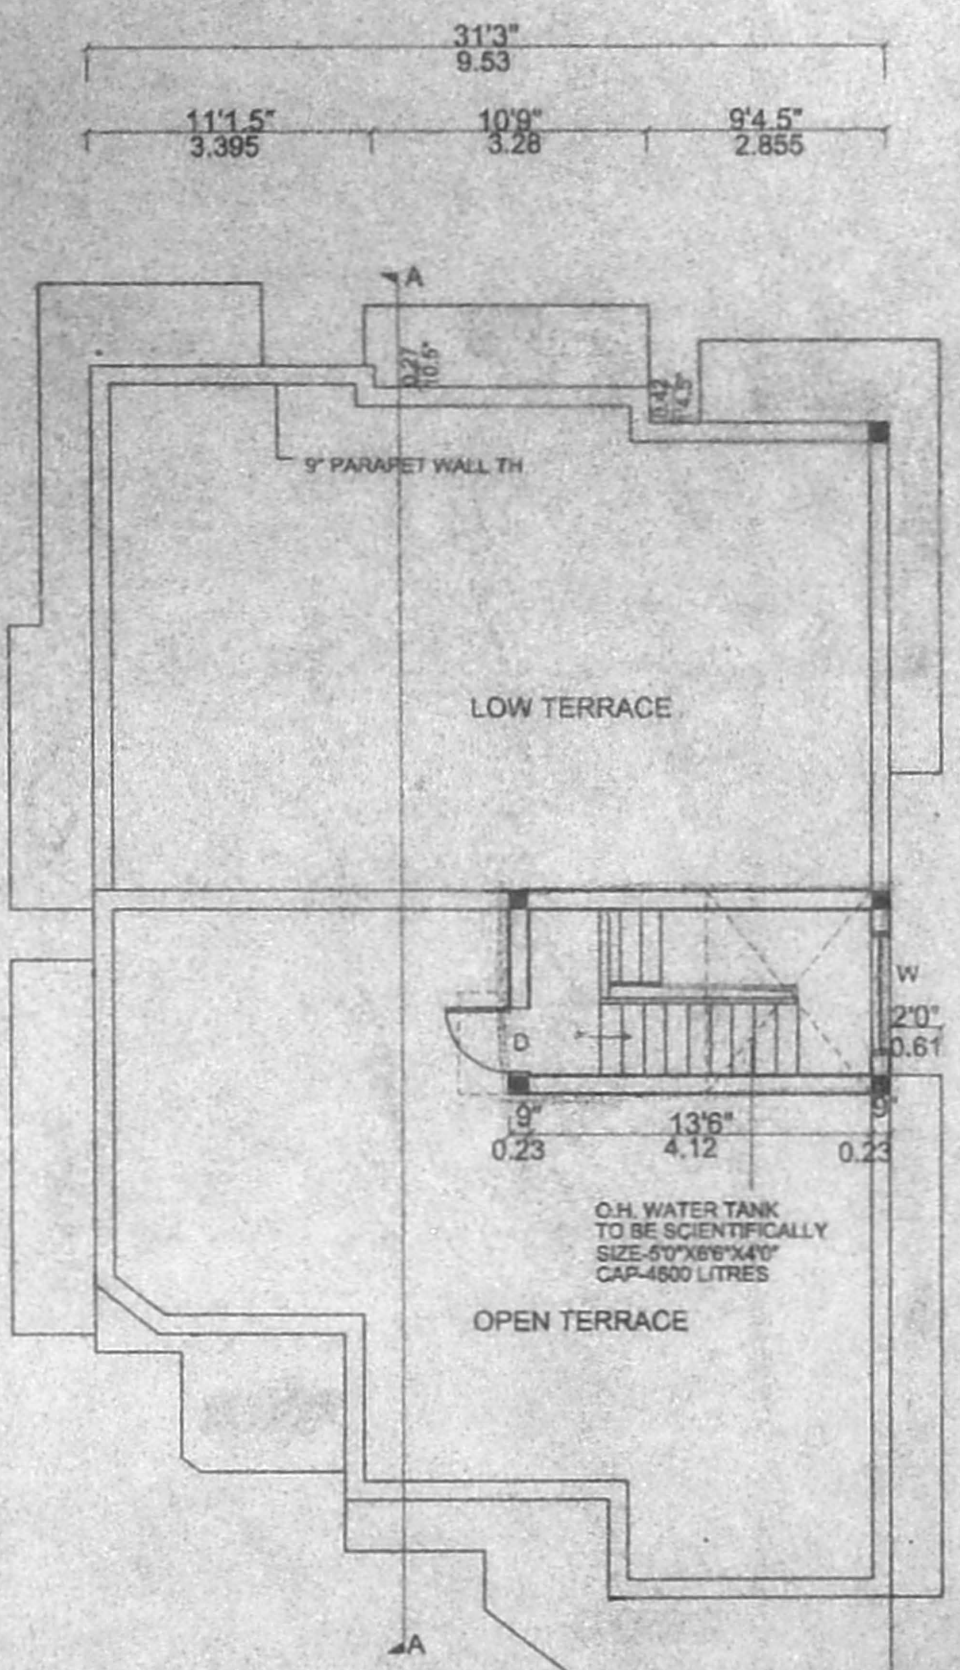 31'3"
9.53
11'1.5" 10'9" 9'4.5"
3.395 3.28 2.855
A
0.27
10.5"
0.42
1'4.5"
9" PARAPET WALL TH
LOW TERRACE
W
2'0"
0.61
D
9" 13'6" 9"
0.23 4.12 0.23
O.H. WATER TANK
TO BE SCIENTIFICALLY
SIZE-5'0"X6'6"X4'0"
CAP-4600 LITRES
OPEN TERRACE
A